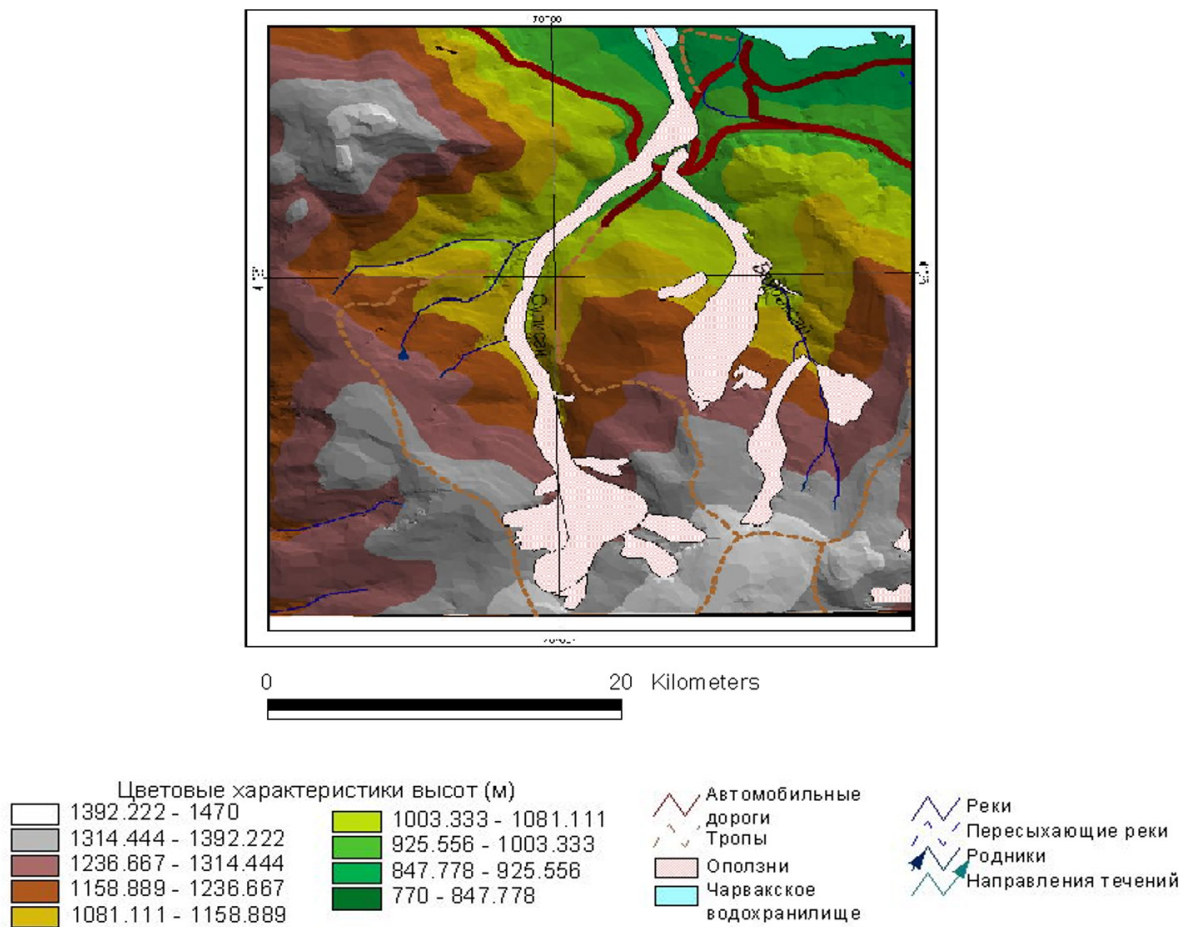 0 20 Kilometers
Цветовые характеристики высот (м)
1392.222 - 1470
1314.444 - 1392.222
1236.667 - 1314.444
1158.889 - 1236.667
1081.111 - 1158.889
1003.333 - 1081.111
925.556 - 1003.333
847.778 - 925.556
770 - 847.778
Автомобильные
дороги
Тропы
Оползни
Чарвакское
водохранилище
Реки
Пересыхающие реки
Родники
Направления течений